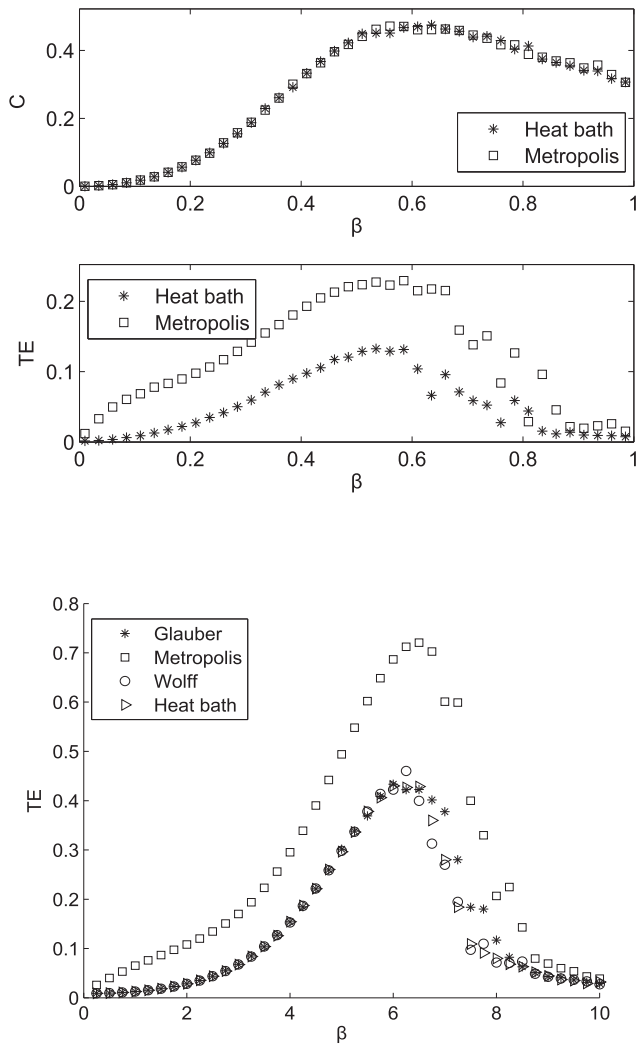 C
0.4
0.2
0
0 0.2 0.4 0.6 0.8 1
β
Heat bath
Metropolis
TE
0.2
0.1
0
0 0.2 0.4 0.6 0.8 1
β
Heat bath
Metropolis
TE
0.8
0.7
0.6
0.5
0.4
0.3
0.2
0.1
0
0 2 4 6 8 10
β
Glauber
Metropolis
Wolff
Heat bath